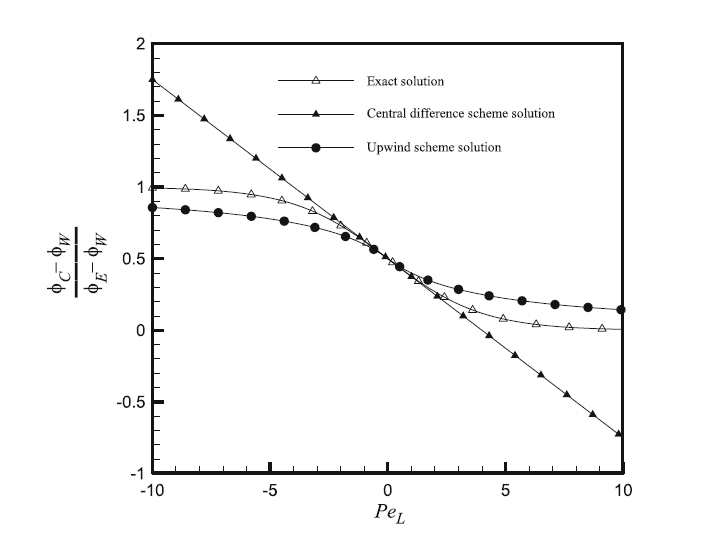 2
Exact solution
1.5
Central difference scheme solution
Upwind scheme solution
1
ϕC− ϕW
ϕE− ϕW
0.5
0
-0.5
-1
-10 -5 0 5 10
PeL